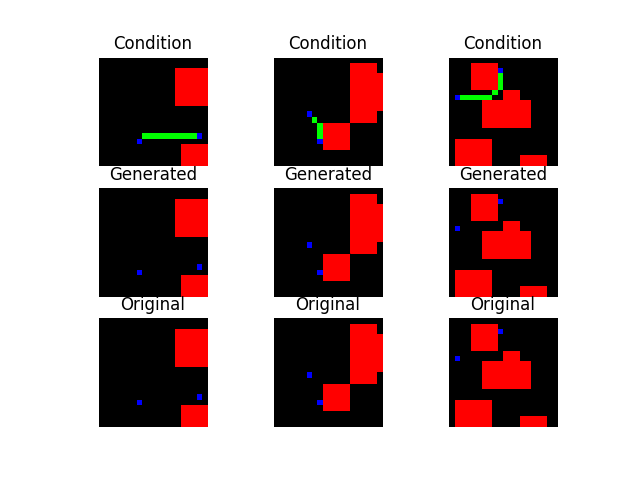 Condition Condition Condition
Generated Generated Generated
Original Original Original